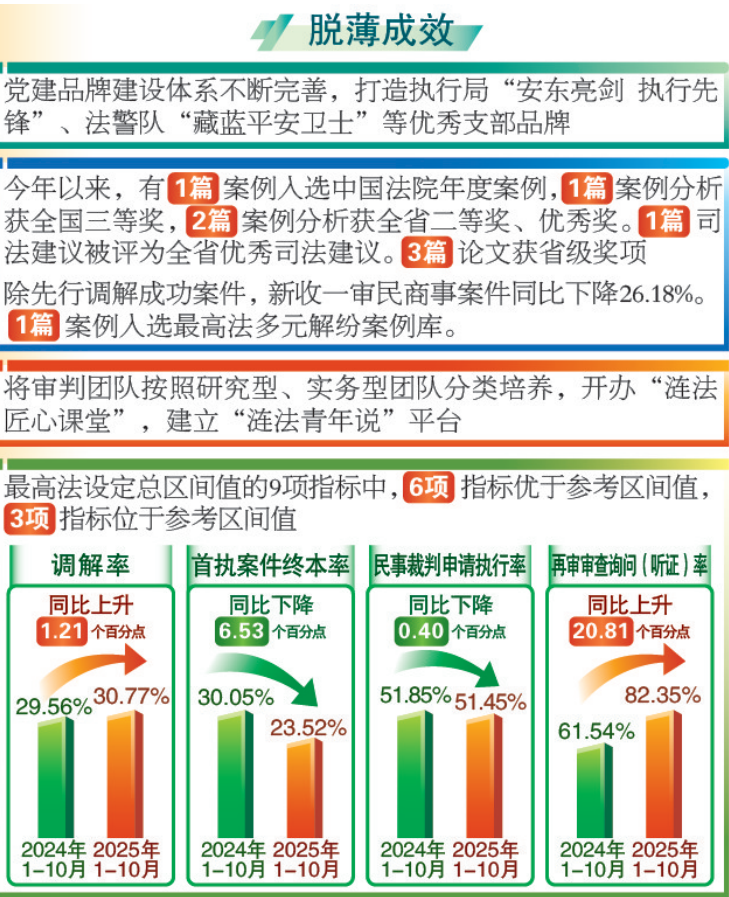 脱薄成效
党建品牌建设体系不断完善，打造执行局“安东亮剑 执行先
锋”、法警队“藏蓝平安卫士”等优秀支部品牌
今年以来，有1篇案例入选中国法院年度案例，1篇案例分析
获全国三等奖，2篇案例分析获全省二等奖、优秀奖。1篇司
法建议被评为全省优秀司法建议。3篇论文获省级奖项
除先行调解成功案件，新收一审民商事案件同比下降26.18%。
1篇案例入选最高法多元解纷案例库。
将审判团队按照研究型、实务型团队分类培养，开办“涟法
匠心课堂”，建立“涟法青年说”平台
最高法设定总区间值的9项指标中，6项指标优于参考区间值，
3项指标位于参考区间值
调解率
同比上升
1.21个百分点
29.56% 30.77%
2024年 2025年
1-10月 1-10月
首执案件终本率
同比下降
6.53个百分点
30.05%
23.52%
2024年 2025年
1-10月 1-10月
民事裁判申请执行率
同比下降
0.40个百分点
51.85% 51.45%
2024年 2025年
1-10月 1-10月
再审审查询问（听证）率
同比上升
20.81个百分点
82.35%
61.54%
2024年 2025年
1-10月 1-10月